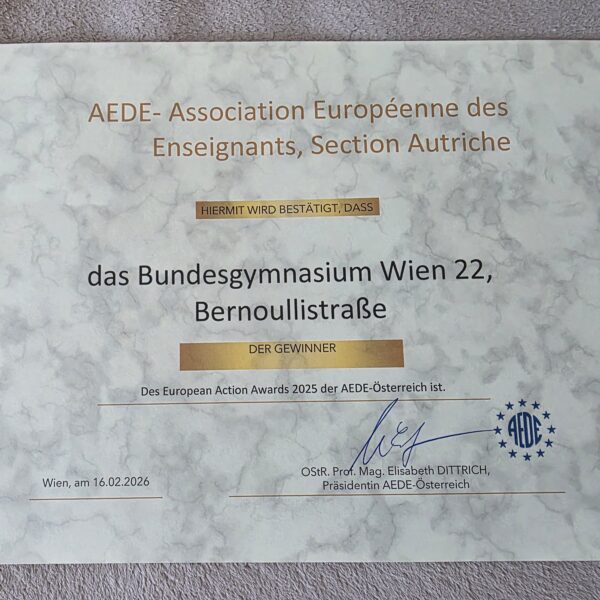 AEDE- Association Européenne des
Enseignants, Section Autriche
HIERMIT WIRD BESTÄTIGT, DASS
das Bundesgymnasium Wien 22,
Bernoullistraße
DER GEWINNER
Des European Action Awards 2025 der AEDE-Österreich ist.
AEDE
Wien, am 16.02.2026
OStR. Prof. Mag. Elisabeth DITTRICH,
Präsidentin AEDE-Österreich